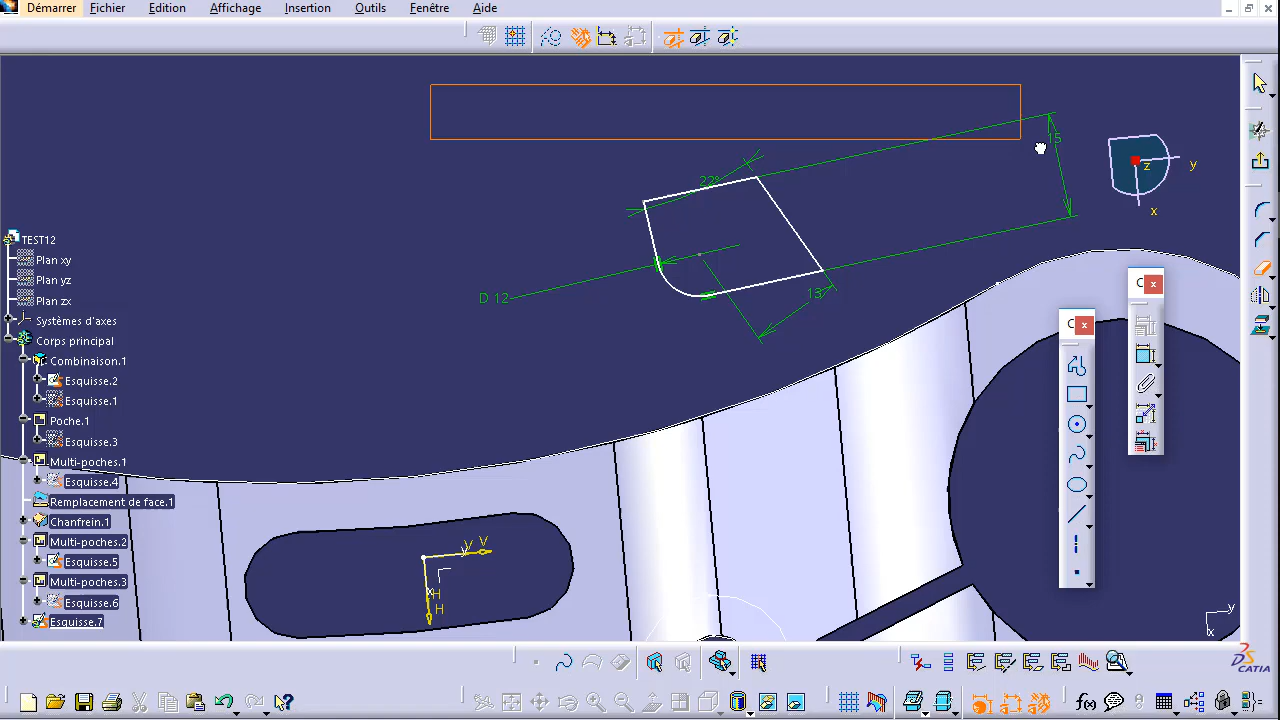 Démarrer Fichier Edition Affichage Insertion Outils Fenêtre Aide
15
z
y
x
22
D 12
13
TEST12
Plan xy
Plan yz
Plan zx
Systèmes d'axes
Corps principal
Combinaison.1
Esquisse.2
Esquisse.1
Poche.1
Esquisse.3
Multi-poches.1
Esquisse.4
Remplacement de face.1
Chanfrein.1
Multi-poches.2
Esquisse.5
Multi-poches.3
Esquisse.6
Esquisse.7
C x
C x
V
H
H
y
x
DS CATIA
f(x)